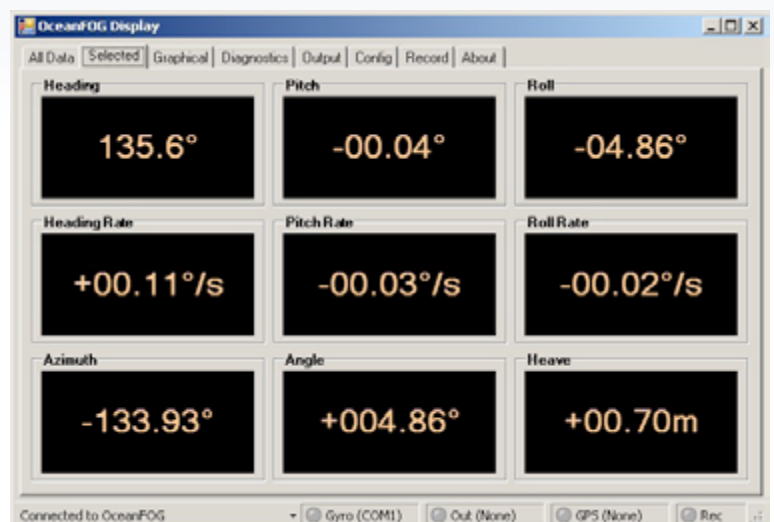 OceanFOG Display
All Data Selected Graphical Diagnostics Output Config Record About
Heading Pitch Roll
135.6° -00.04° -04.86°
Heading Rate Pitch Rate Roll Rate
+00.11°/s -00.03°/s -00.02°/s
Azimuth Angle Heave
-133.93° +004.86° +00.70m
Connected to OceanFOG Gyro (COM1) Out (None) GPS (None) Rec